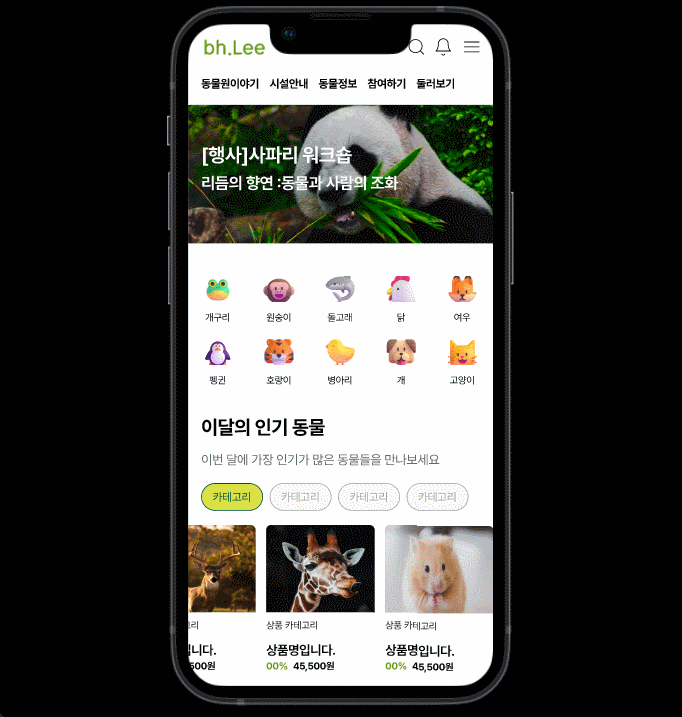 bh.Lee
동물원이야기 시설안내 동물정보 참여하기 둘러보기
[행사]사파리 워크숍
리듬의 향연 :동물과 사람의 조화
개구리 원숭이 돌고래 닭 여우
펭귄 호랑이 병아리 개 고양이
이달의 인기 동물
이번 달에 가장 인기가 많은 동물들을 만나보세요
카테고리 카테고리 카테고리 카테고리
고리 상품 카테고리 상품 카테고리
입니다. 상품명입니다. 상품명입니다.
500원 00% 45,500원 00% 45,500원